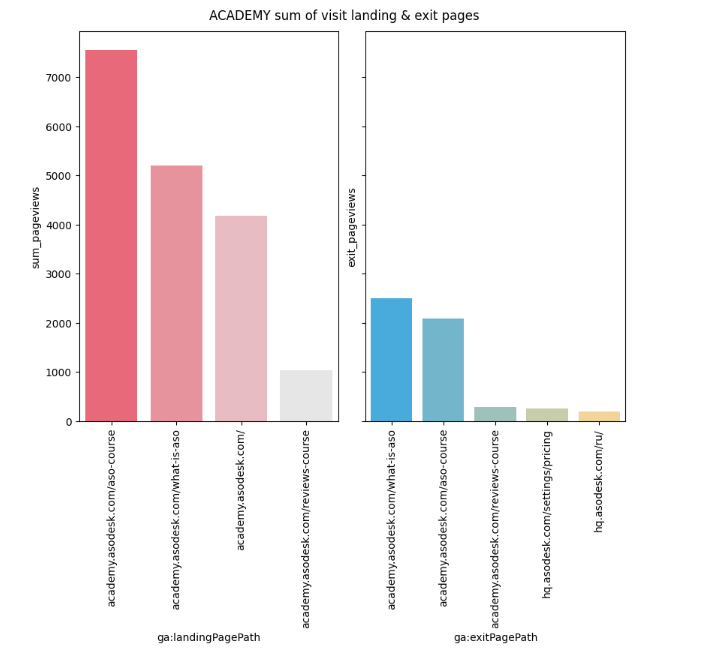 ACADEMY sum of visit landing & exit pages
sum_pageviews
7000
6000
5000
4000
3000
2000
1000
0
academy.asodesk.com/aso-course
academy.asodesk.com/what-is-aso
academy.asodesk.com/
academy.asodesk.com/reviews-course
ga:landingPagePath
exit_pageviews
academy.asodesk.com/what-is-aso
academy.asodesk.com/aso-course
academy.asodesk.com/reviews-course
hq.asodesk.com/settings/pricing
hq.asodesk.com/ru/
ga:exitPagePath